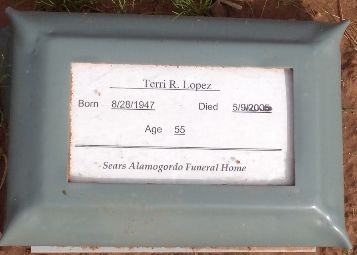 Terri R. Lopez
Born 8/28/1947 Died
Age 55
Sears Alamogordo Funeral Home